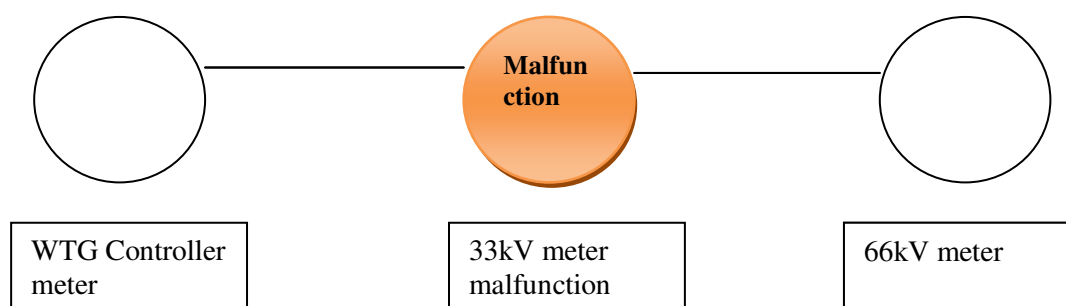 Malfun
ction
WTG Controller
meter
33kV meter
malfunction
66kV meter